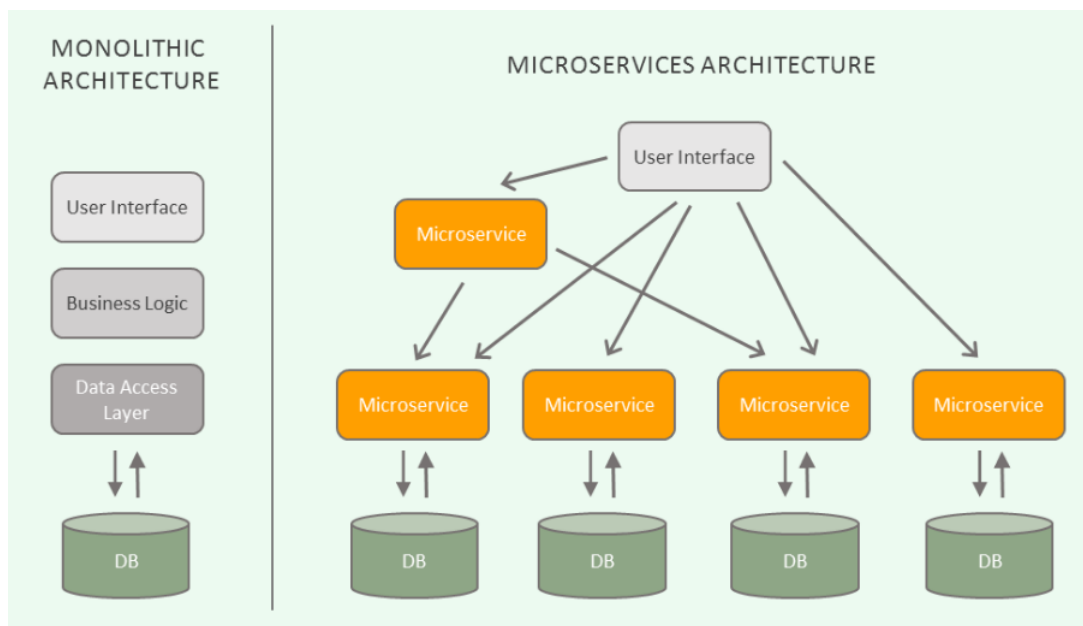 MONOLITHIC
ARCHITECTURE
User Interface
Business Logic
Data Access
Layer
DB
MICROSERVICES ARCHITECTURE
User Interface
Microservice
Microservice
Microservice
Microservice
Microservice
DB
DB
DB
DB